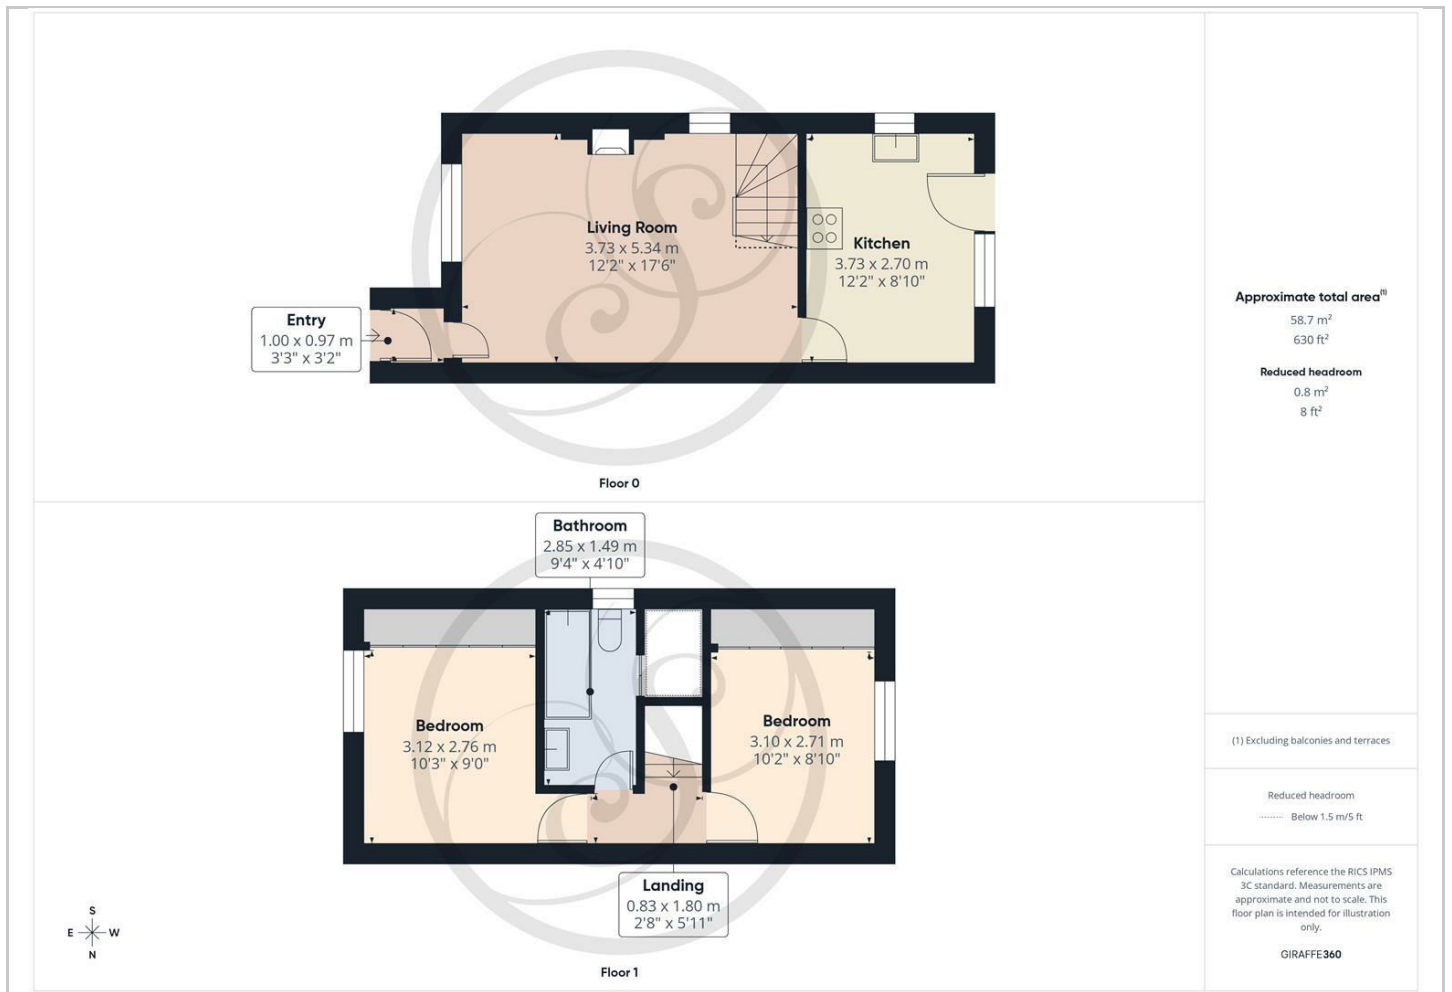 Living Room
3.73 x 5.34 m
12'2" x 17'6"
Kitchen
3.73 x 2.70 m
12'2" x 8'10"
Entry
1.00 x 0.97 m
3'3" x 3'2"
Floor 0
Bathroom
2.85 x 1.49 m
9'4" x 4'10"
Bedroom
3.12 x 2.76 m
10'3" x 9'0"
Bedroom
3.10 x 2.71 m
10'2" x 8'10"
Landing
0.83 x 1.80 m
2'8" x 5'11"
Floor 1
S
E W
N
Approximate total area(1)
58.7 m²
630 ft²
Reduced headroom
0.8 m²
8 ft²
(1) Excluding balconies and terraces
Reduced headroom
Below 1.5 m/5 ft
Calculations reference the RICS IPMS
3C standard. Measurements are
approximate and not to scale. This
floor plan is intended for illustration
only.
GIRAFFE360